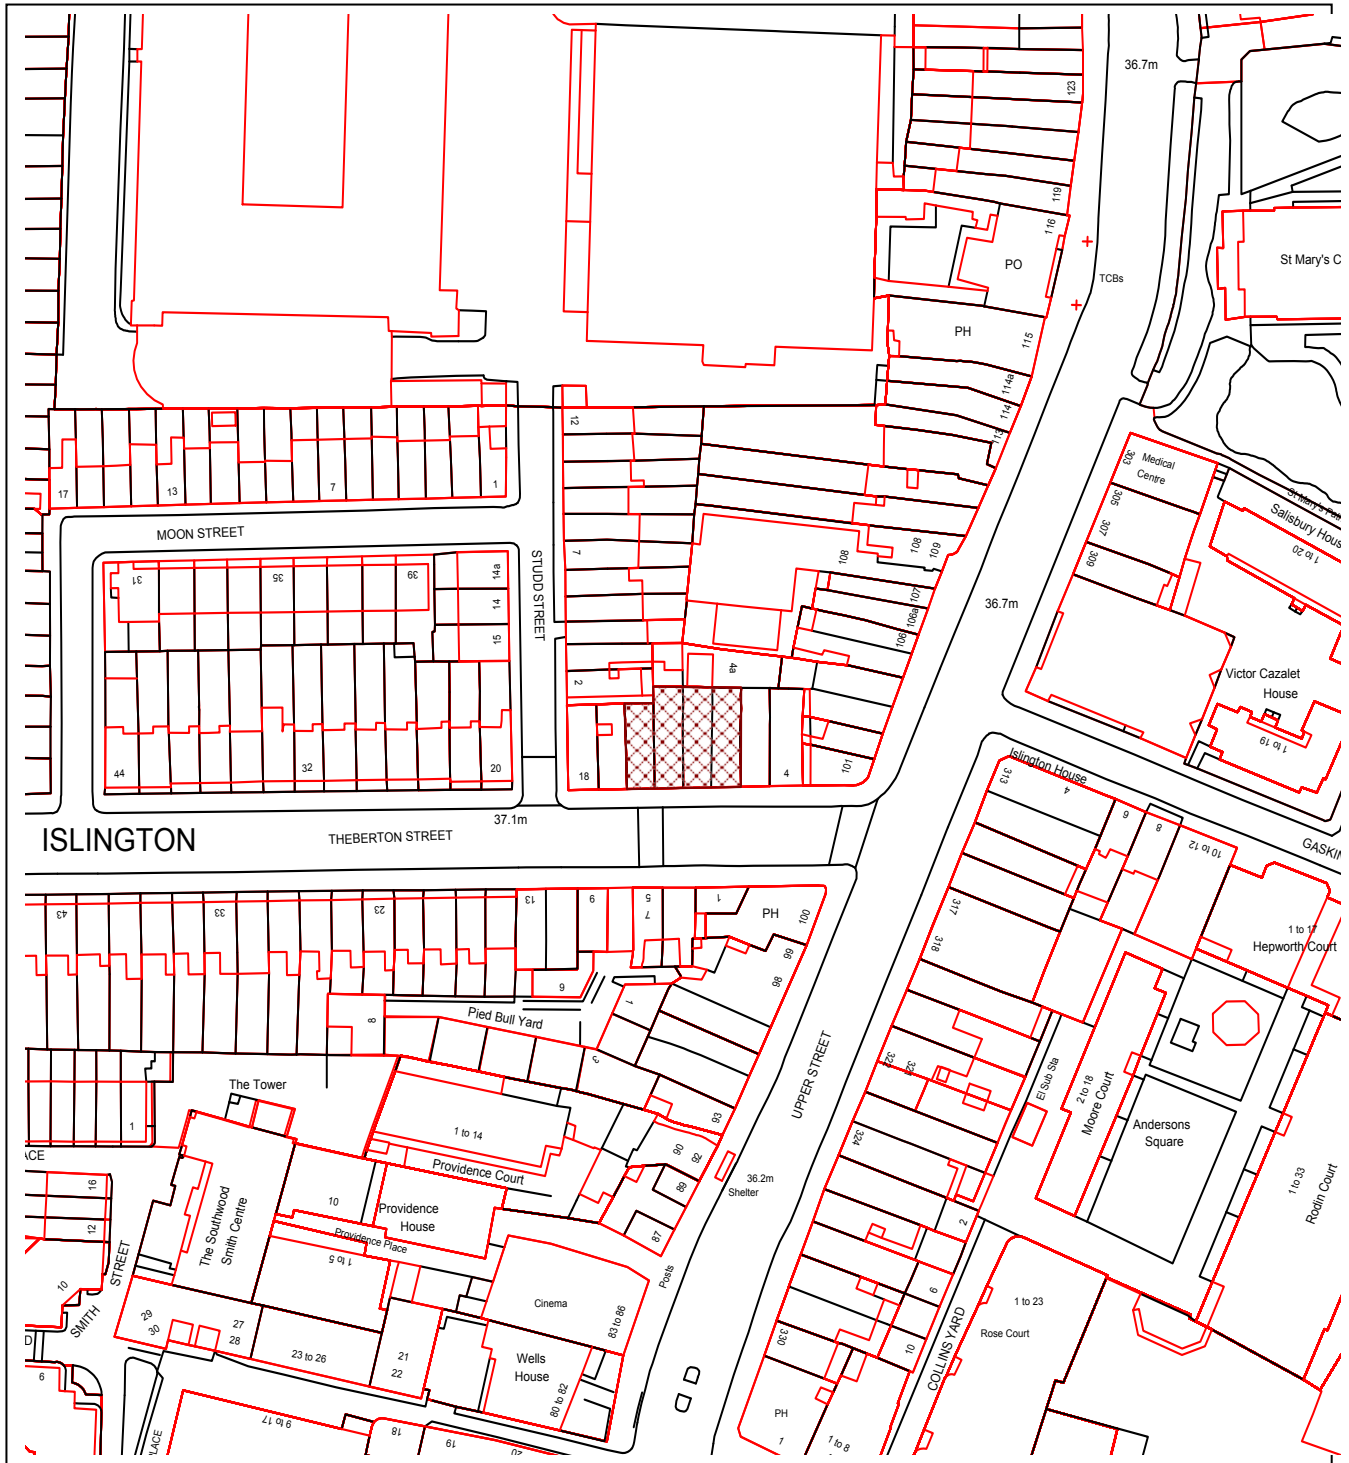 36.7m
123
119
116
PO
TCBs
St Mary's C
PH
115
114a
114
113
12
17
13
7
1
MOON STREET
303
Medical
Centre
305
307
309
St Mary's Path
Salisbury Hous
1 to 20
108
108
109
7
STUDD STREET
31
35
39
14a
14
15
107
106a
106
36.7m
4a
2
Victor Cazalet
House
1 to 19
44
32
20
18
4
101
Islington House
313
4
6
8
10 to 12
GASKIN
ISLINGTON
THEBERTON STREET
37.1m
43
33
23
13
9
5
7
1
PH
100
99
98
317
318
1 to 17
Hepworth Court
6
8
Pied Bull Yard
1
3
UPPER STREET
322
321
El Sub Sta
2 to 18
Moore Court
Andersons
Square
The Tower
1
ACE
1 to 14
93
90
92
89
87
324
Providence Court
36.2m
Shelter
1 to 33
Rodin Court
16
12
The Southwood
Smith Centre
10
Providence
House
Providence Place
1 to 5
2
6
10
STREET
SMITH
10
Posts
Cinema
83 to 86
COLLINS YARD
1 to 23
Rose Court
29
30
27
28
23 to 26
21
22
Wells
House
80 to 82
330
D
6
PLACE
9 to 17
18
19
20
PH
1
1 to 8